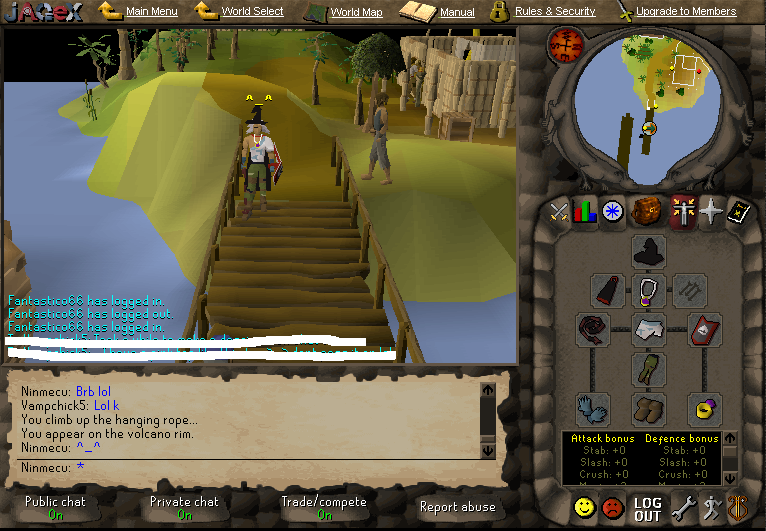 JAGeX Main Menu World Select World Map Manual Rules & Security Upgrade to Members
^_^
Fantastico66 has logged in.
Fantastico66 has logged out.
Fantastico66 has logged in.
Ninmecu: Brb lol
Vampchick5: Lol k
You climb up the hanging rope...
You appear on the volcano rim.
Ninmecu: ^_^
Ninmecu: *
Attack bonus Defence bonus
Stab: +0 Stab: +0
Slash: +0 Slash: +0
Crush: +0 Crush: +0
Public chat Private chat Trade/compete Report abuse
On On On
LOG
OUT